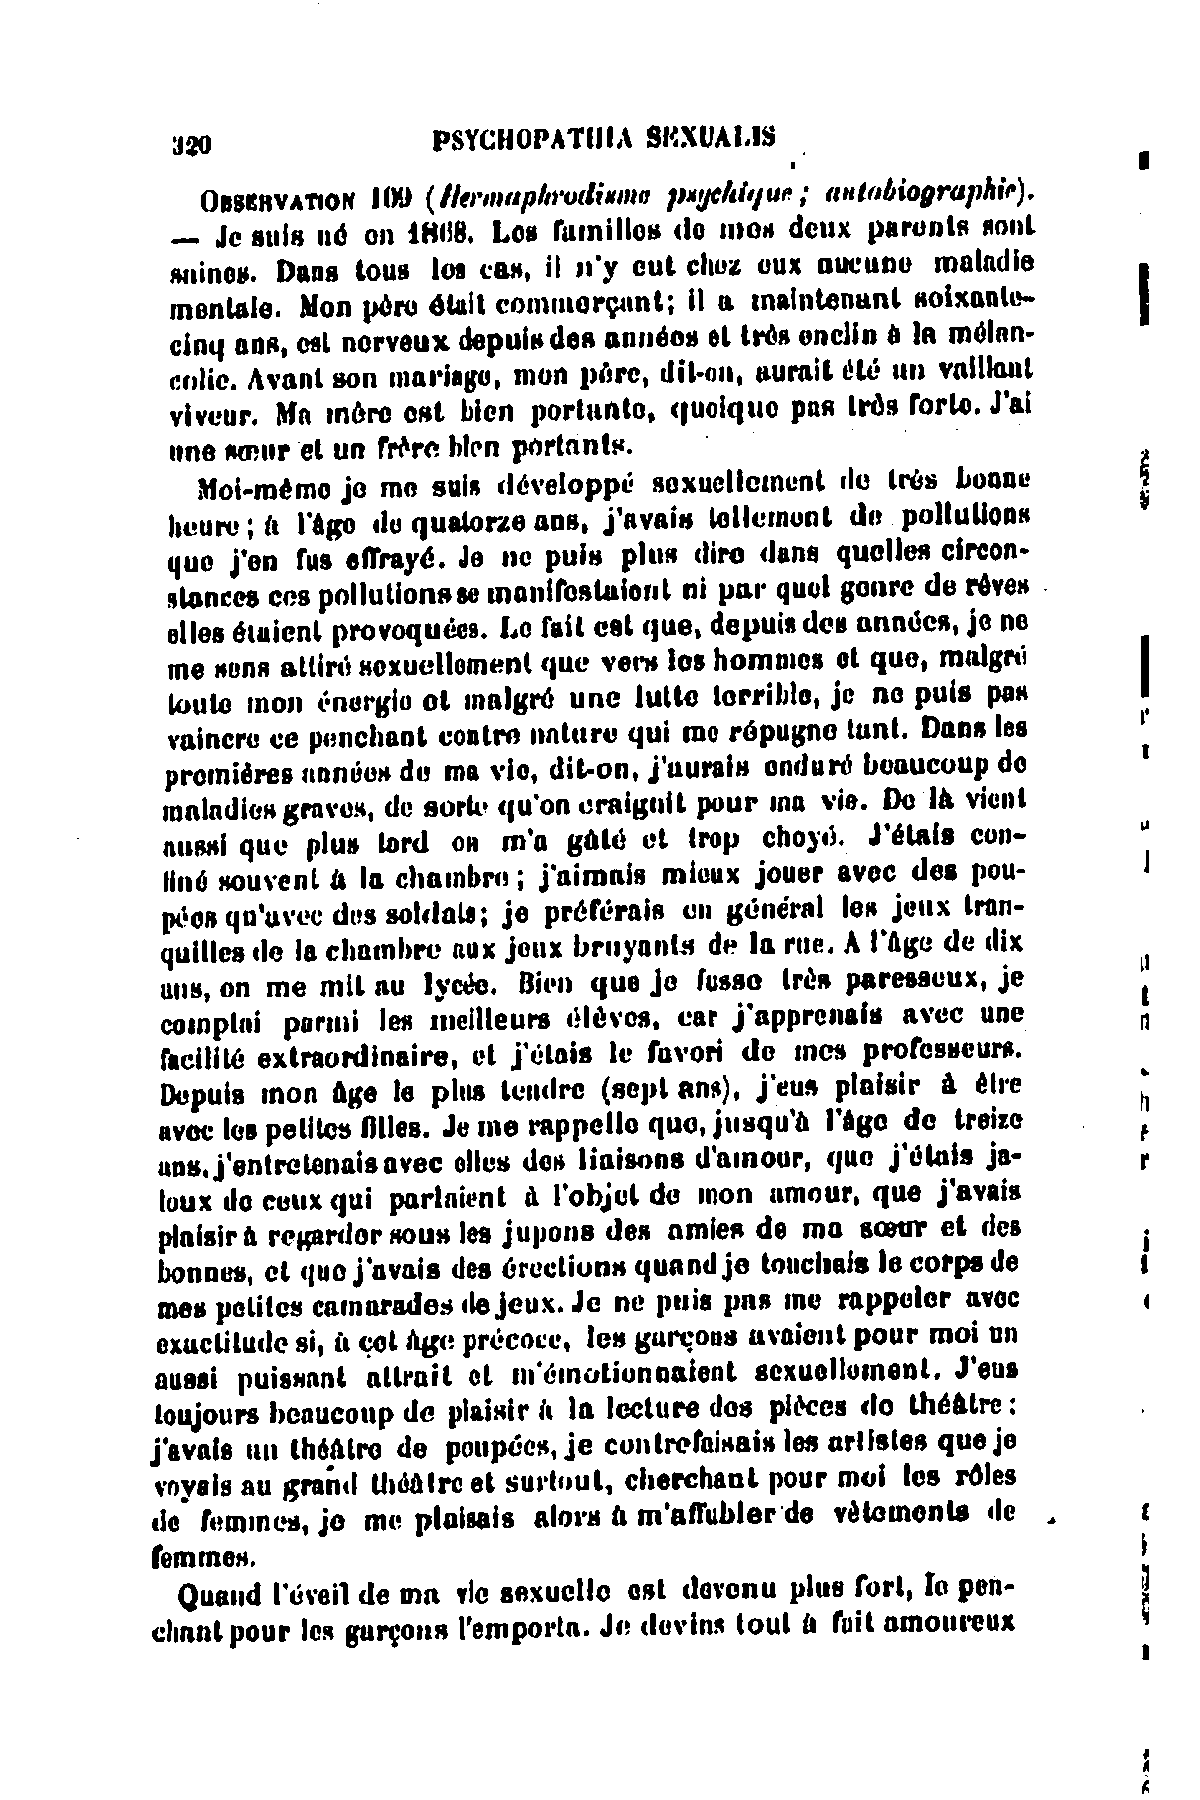 320 PSYCHOPATHIA SEXUALIS
OBSERVATION 109 (Hermaphrodisme psychique ; autobiographie).
— Je suis né en 1868. Les familles de mes deux parents sont
saines. Dans tous les cas, il n'y eut chez eux aucune maladie
mentale. Mon père était commerçant; il a maintenant soixante-
cinq ans, est nerveux depuis des années et très enclin à la mélan-
colie. Avant son mariage, mon père, dit-on, aurait été un vaillant
viveur. Ma mère est bien portante, quoique pas très forte. J'ai
une sœur et un frère bien portants.
Moi-même je me suis développé sexuellement de très bonne
heure ; à l'âge de quatorze ans, j'avais tellement de pollutions
que j'en fus effrayé. Je ne puis plus dire dans quelles circon-
stances ces pollutions se manifestaient ni par quel genre de rêves
elles étaient provoquées. Le fait est que, depuis des années, je ne
me sens attiré sexuellement que vers les hommes et que, malgré
toute mon énergie et malgré une lutte terrible, je ne puis pas
vaincre ce penchant contre nature qui me répugne tant. Dans les
premières années de ma vie, dit-on, j'aurais enduré beaucoup de
maladies graves, de sorte qu'on craignit pour ma vie. De là vient
aussi que plus tard on m'a gâté et trop choyé. J'étais con-
finé souvent à la chambre ; j'aimais mieux jouer avec des pou-
pées qu'avec des soldats; je préférais en général les jeux tran-
quilles de la chambre aux jeux bruyants de la rue. A l'âge de dix
ans, on me mit au lycée. Bien que je fusse très paresseux, je
comptai parmi les meilleurs élèves, car j'apprenais avec une
facilité extraordinaire, et j'étais le favori de mes professeurs.
Depuis mon âge le plus tendre (sept ans), j'eus plaisir à être
avec les petites filles. Je me rappelle que, jusqu'à l'âge de treize
ans, j'entretenais avec elles des liaisons d'amour, que j'étais ja-
loux de ceux qui parlaient à l'objet de mon amour, que j'avais
plaisir à regarder sous les jupons des amies de ma sœur et des
bonnes, et que j'avais des érections quand je touchais le corps de
mes petites camarades de jeux. Je ne puis pas me rappeler avec
exactitude si, à cet âge précoce, les garçons avaient pour moi un
aussi puissant attrait et m'émotionnaient sexuellement. J'eus
toujours beaucoup de plaisir à la lecture des pièces de théâtre ;
j'avais un théâtre de poupées, je contrefaisais les artistes que je
voyais au grand théâtre et surtout, cherchant pour moi les rôles
de femmes, je me plaisais alors à m'affubler de vêtements de
femmes.
Quand l'éveil de ma vie sexuelle est devenu plus fort, le pen-
chant pour les garçons l'emporta. Je devins tout à fait amoureux